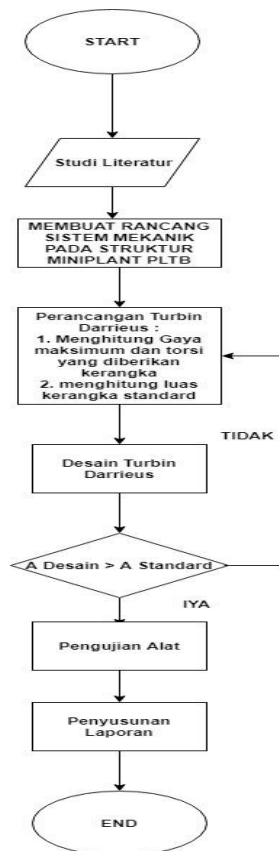 START
Studi Literatur
MEMBUAT RANCANG
SISTEM MEKANIK
PADA STRUKTUR
MINIPLANT PLTB
Perancangan Turbin
Darrieus :
1. Menghitung Gaya
maksimum dan torsi
yang diberikan
kerangka
2. menghitung luas
kerangka standard
TIDAK
Desain Turbin
Darrieus
A Desain > A Standard
IYA
Pengujian Alat
Penyusunan
Laporan
END